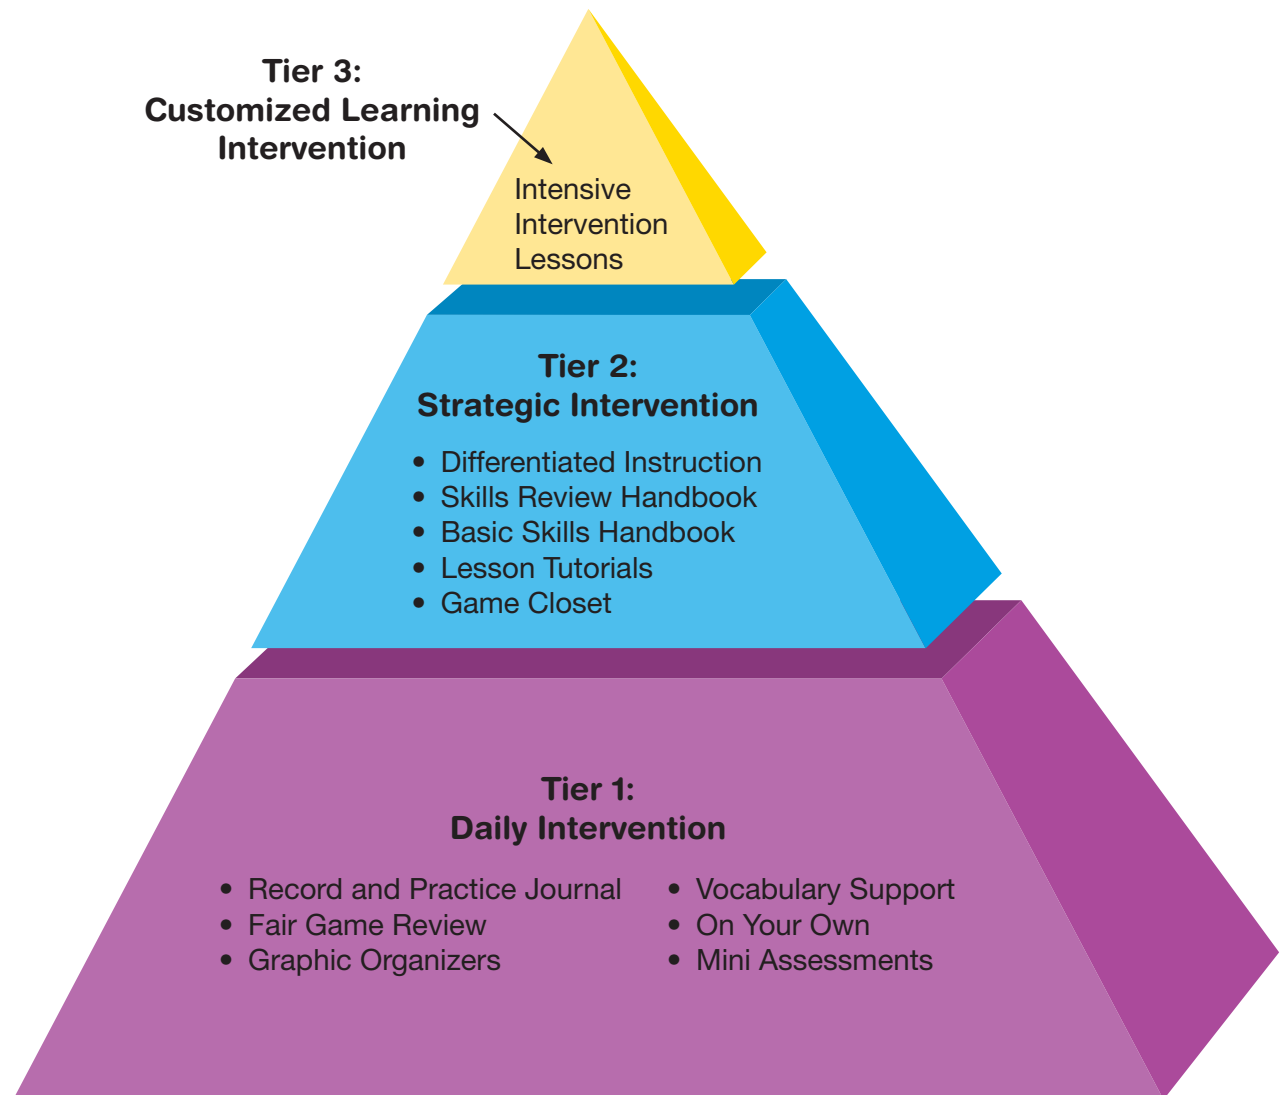 Tier 3:
Customized Learning
Intervention
Intensive
Intervention
Lessons
Tier 2:
Strategic Intervention
• Differentiated Instruction
• Skills Review Handbook
• Basic Skills Handbook
• Lesson Tutorials
• Game Closet
Tier 1:
Daily Intervention
• Record and Practice Journal
• Fair Game Review
• Graphic Organizers
• Vocabulary Support
• On Your Own
• Mini Assessments